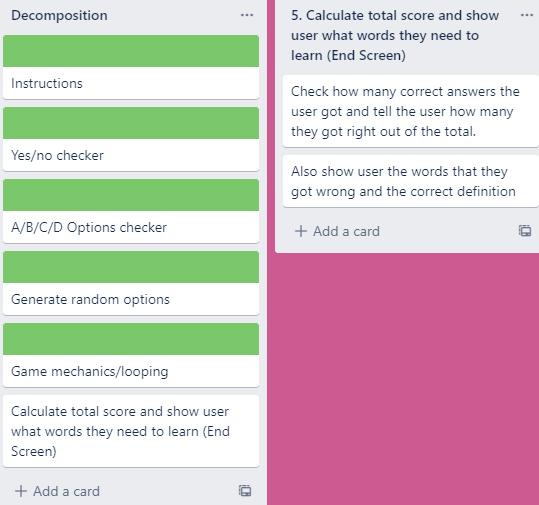 Decomposition
Instructions
Yes/no checker
A/B/C/D Options checker
Generate random options
Game mechanics/looping
Calculate total score and show user
what words they need to learn (End
Screen)
+ Add a card
5. Calculate total score and show
user what words they need to
learn (End Screen)
Check how many correct answers the
user got and tell the user how many
they got right out of the total.
Also show user the words that they
got wrong and the correct definition
+ Add a card